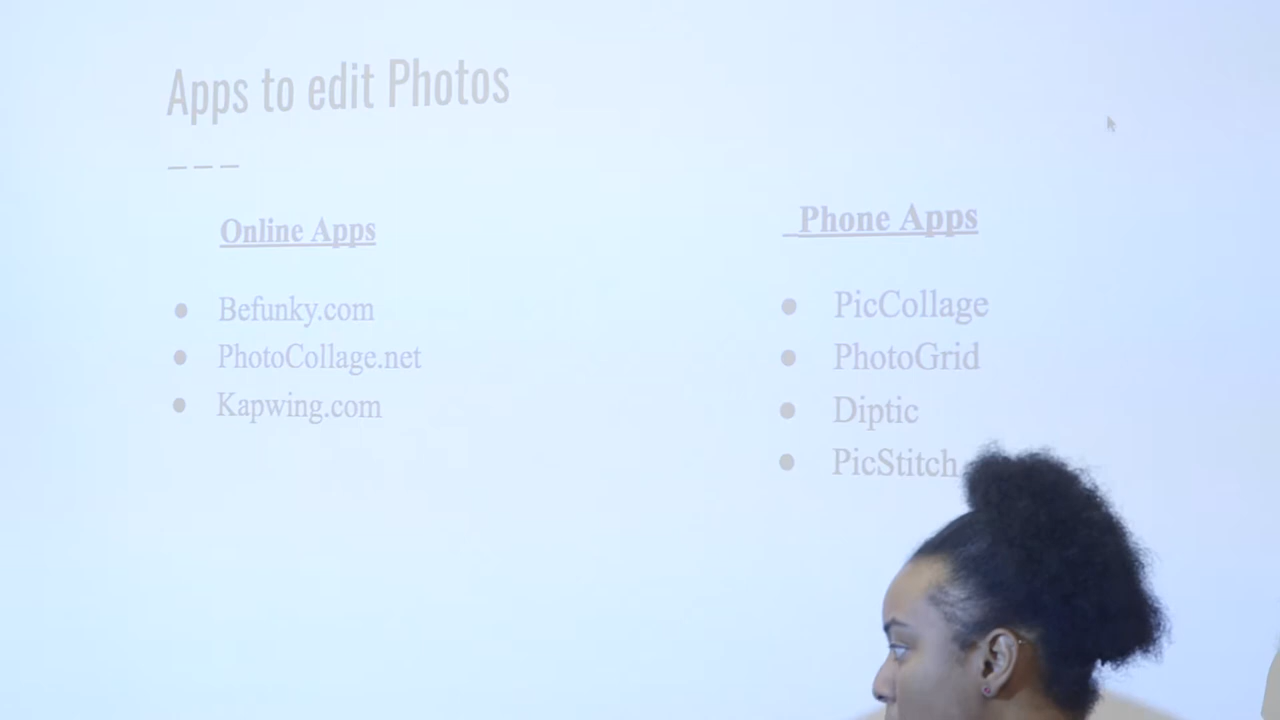 Apps to edit Photos
Online Apps
Befunky.com
PhotoCollage.net
Kapwing.com
Phone Apps
PicCollage
PhotoGrid
Diptic
PicStitch